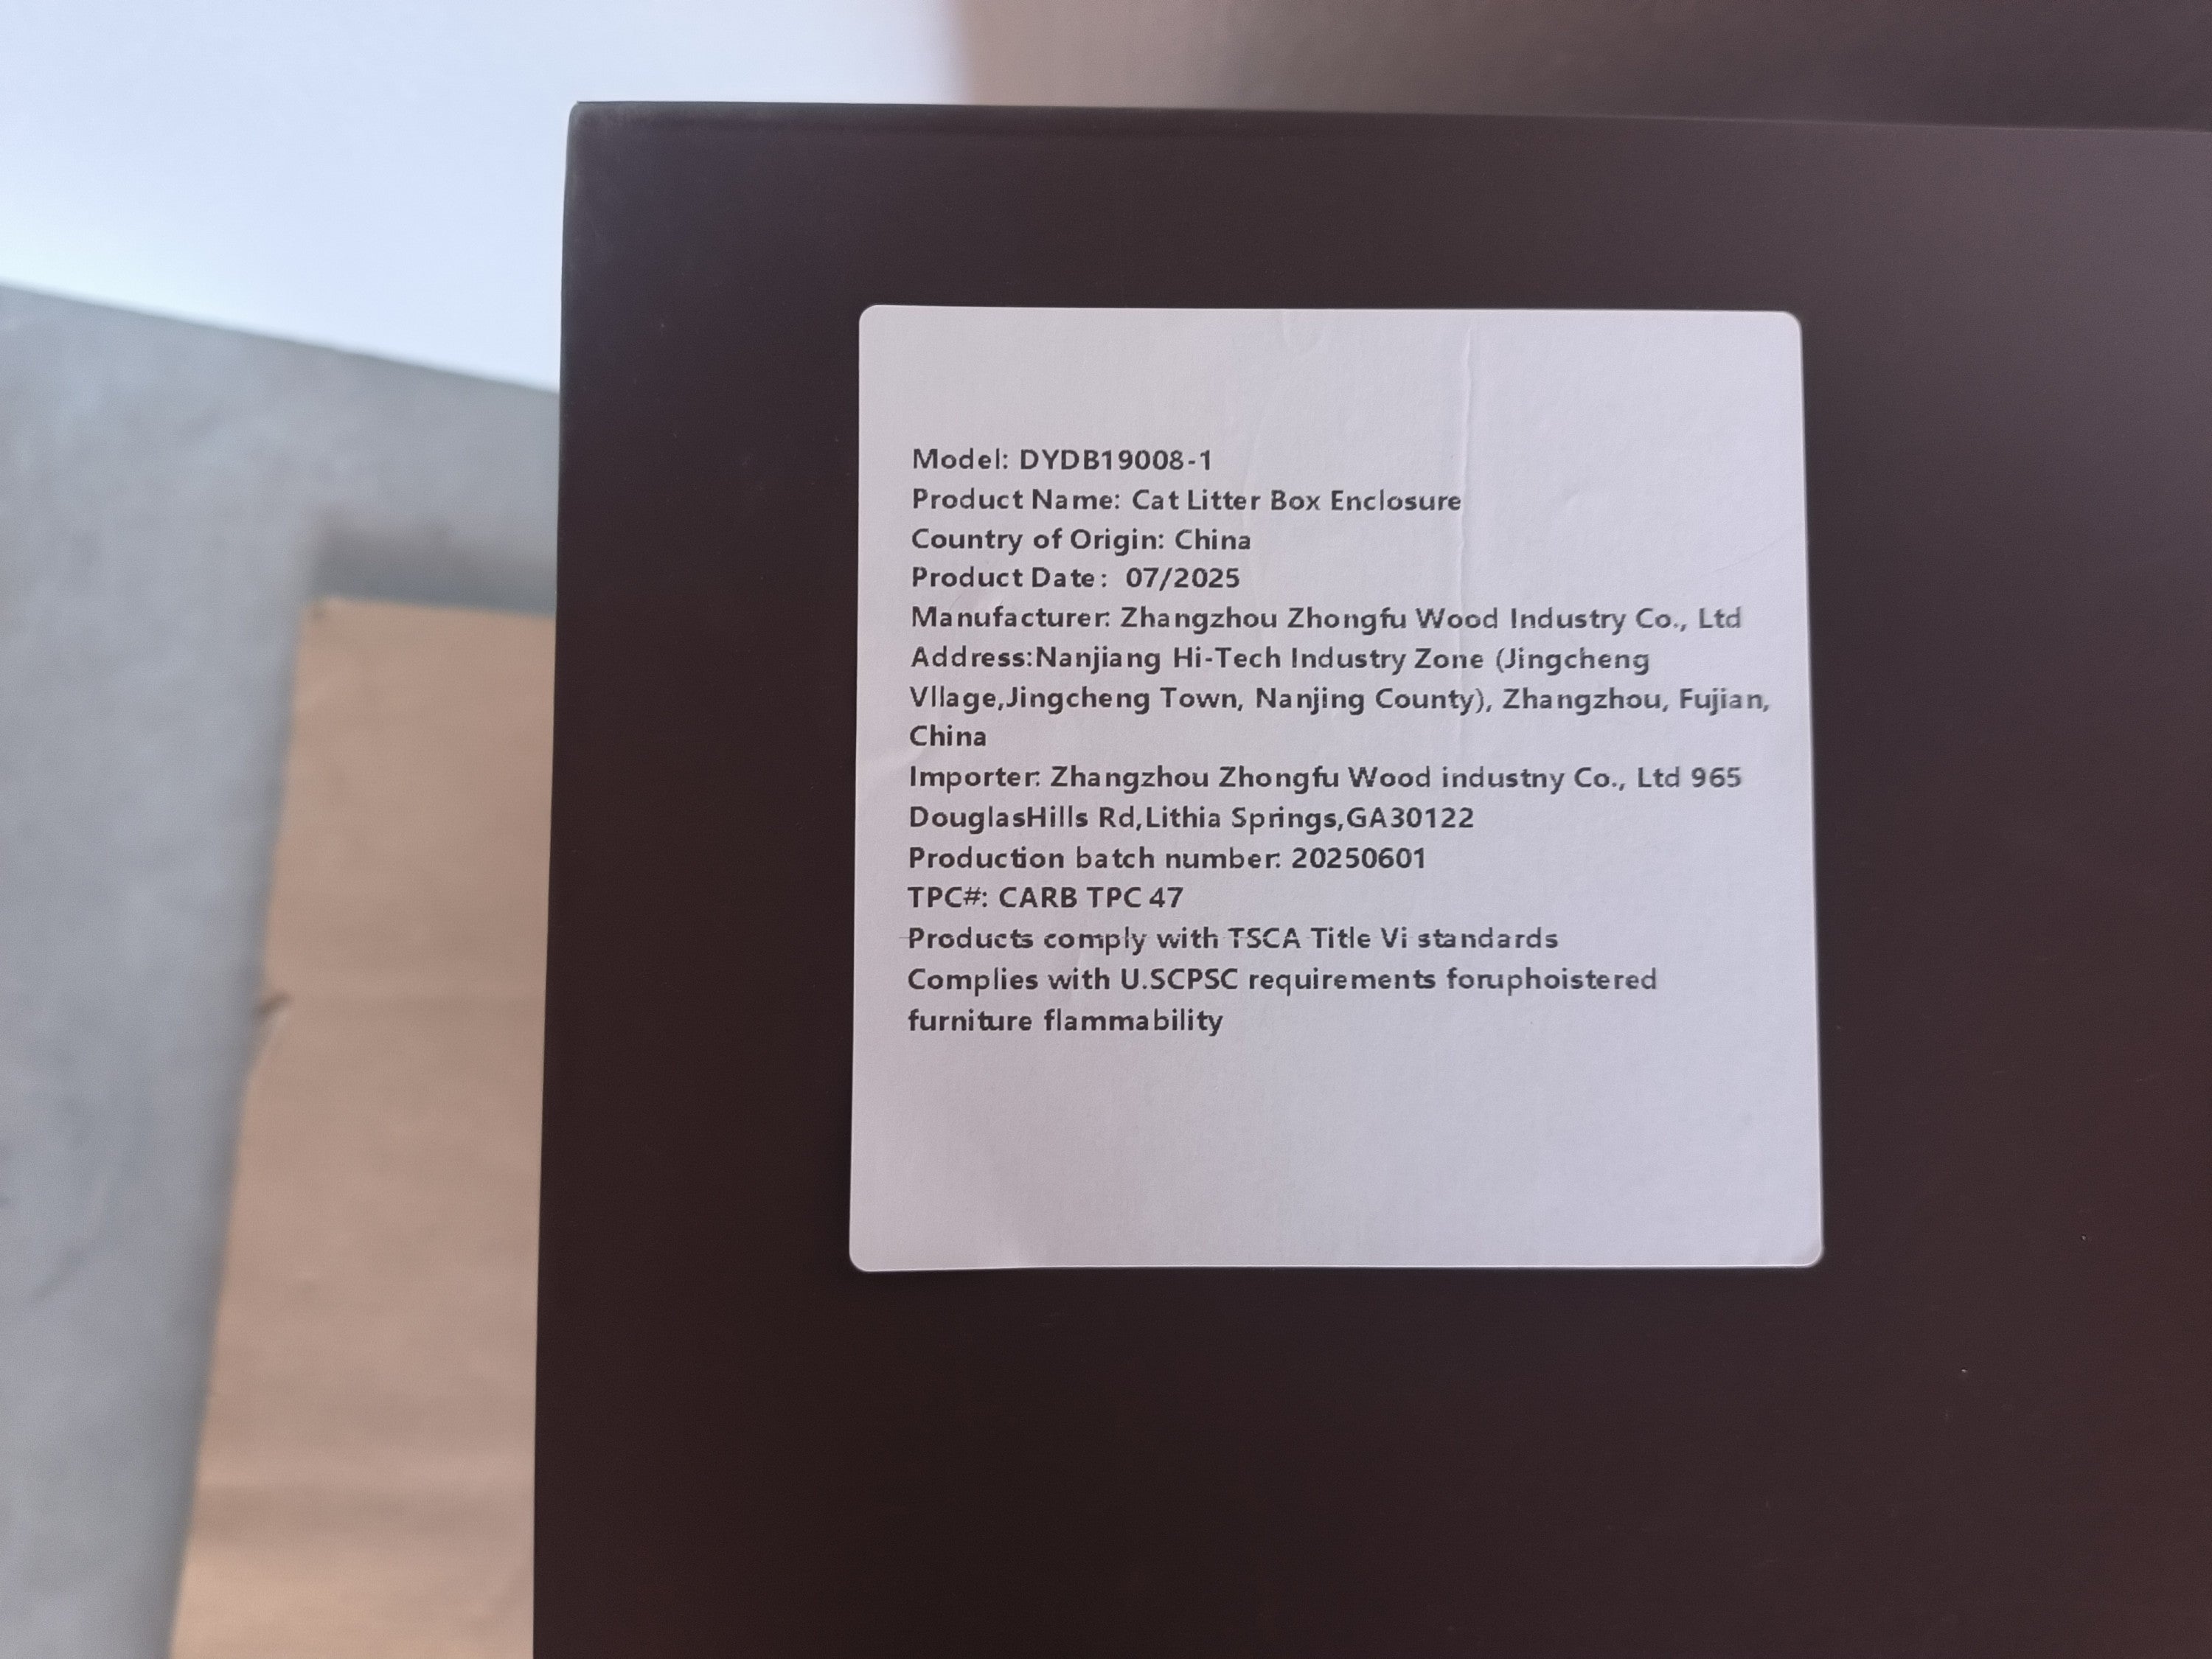 Model: DYDB19008-1
Product Name: Cat Litter Box Enclosure
Country of Origin: China
Product Date: 07/2025
Manufacturer: Zhangzhou Zhongfu Wood Industry Co., Ltd
Address:Nanjiang Hi-Tech Industry Zone (Jingcheng
Vllage,Jingcheng Town, Nanjing County), Zhangzhou, Fujian,
China
Importer: Zhangzhou Zhongfu Wood industny Co., Ltd 965
DouglasHills Rd,Lithia Springs,GA30122
Production batch number: 20250601
TPC#: CARB TPC 47
Products comply with TSCA Title Vi standards
Complies with U.SCPSC requirements foruphoistered
furniture flammability